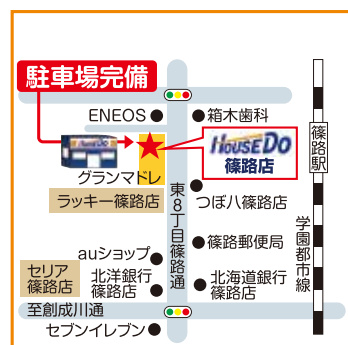 駐車場完備
ENEOS
箱木歯科
HOUSEDO
HOUSEDO
篠路店
グランマドレ
ラッキー篠路店
つぼ八篠路店
東8丁目篠路通
篠路駅
学園都市線
篠路郵便局
auショップ
セリア
篠路店
北洋銀行
篠路店
北海道銀行
篠路店
至創成川通
セブンイレブン